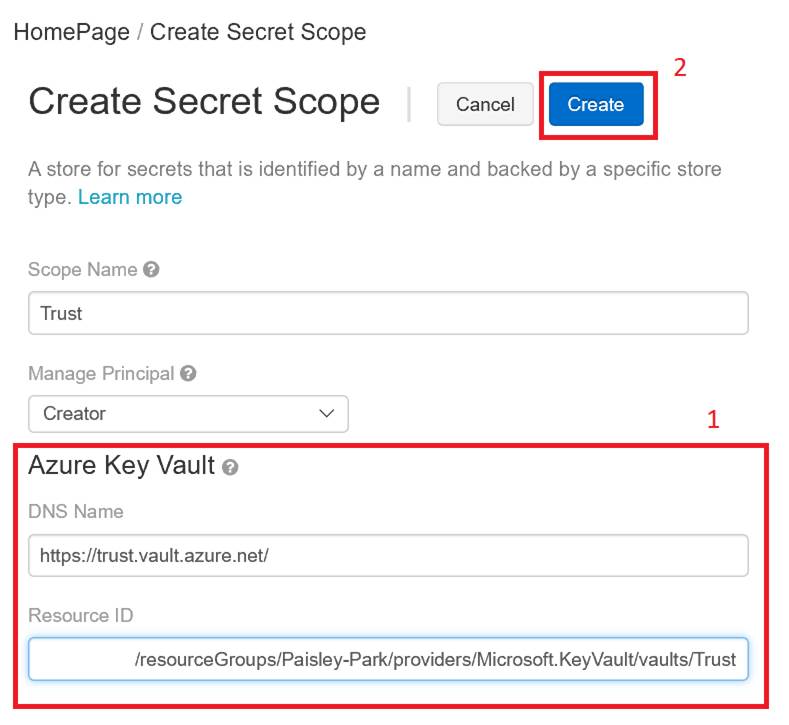 HomePage / Create Secret Scope
2
Create Secret Scope | Cancel Create
A store for secrets that is identified by a name and backed by a specific store
type. Learn more
Scope Name ?
Trust
Manage Principal ?
Creator
1
Azure Key Vault ?
DNS Name
https://trust.vault.azure.net/
Resource ID
/resourceGroups/Paisley-Park/providers/Microsoft.KeyVault/vaults/Trust